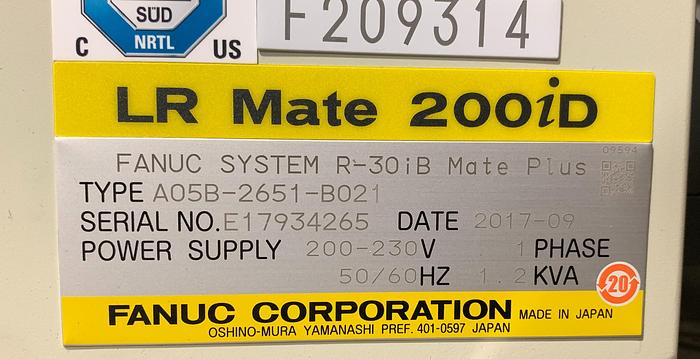 SÜD
NRTL
C US
F209314
LR Mate 200iD
09594
FANUC SYSTEM R-30iB Mate Plus
TYPE A05B-2651-B021
SERIAL NO. E17934265 DATE 2017-09
POWER SUPPLY 200-230V 1 PHASE
50/60HZ 1.2KVA
20
FANUC CORPORATION MADE IN JAPAN
OSHINO-MURA YAMANASHI PREF. 401-0597 JAPAN